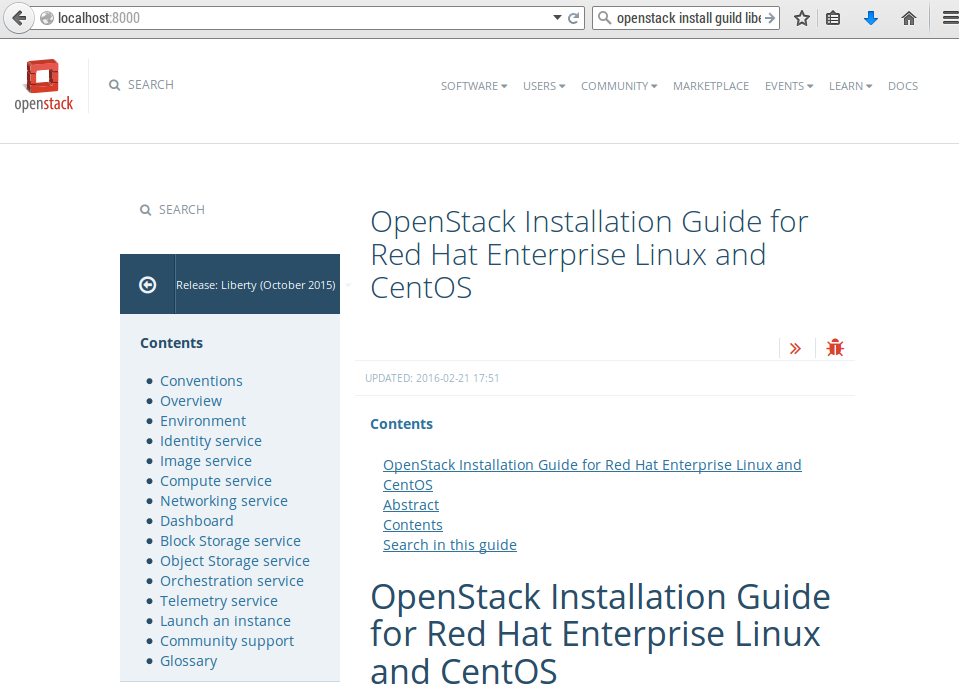 localhost:8000
openstack install guild libe
openstack
SEARCH
SOFTWARE USERS COMMUNITY MARKETPLACE EVENTS LEARN DOCS
SEARCH
Release: Liberty (October 2015)
Contents
Conventions
Overview
Environment
Identity service
Image service
Compute service
Networking service
Dashboard
Block Storage service
Object Storage service
Orchestration service
Telemetry service
Launch an instance
Community support
Glossary
OpenStack Installation Guide for
Red Hat Enterprise Linux and
CentOS
UPDATED: 2016-02-21 17:51
Contents
OpenStack Installation Guide for Red Hat Enterprise Linux and
CentOS
Abstract
Contents
Search in this guide
OpenStack Installation Guide
for Red Hat Enterprise Linux
and CentOS